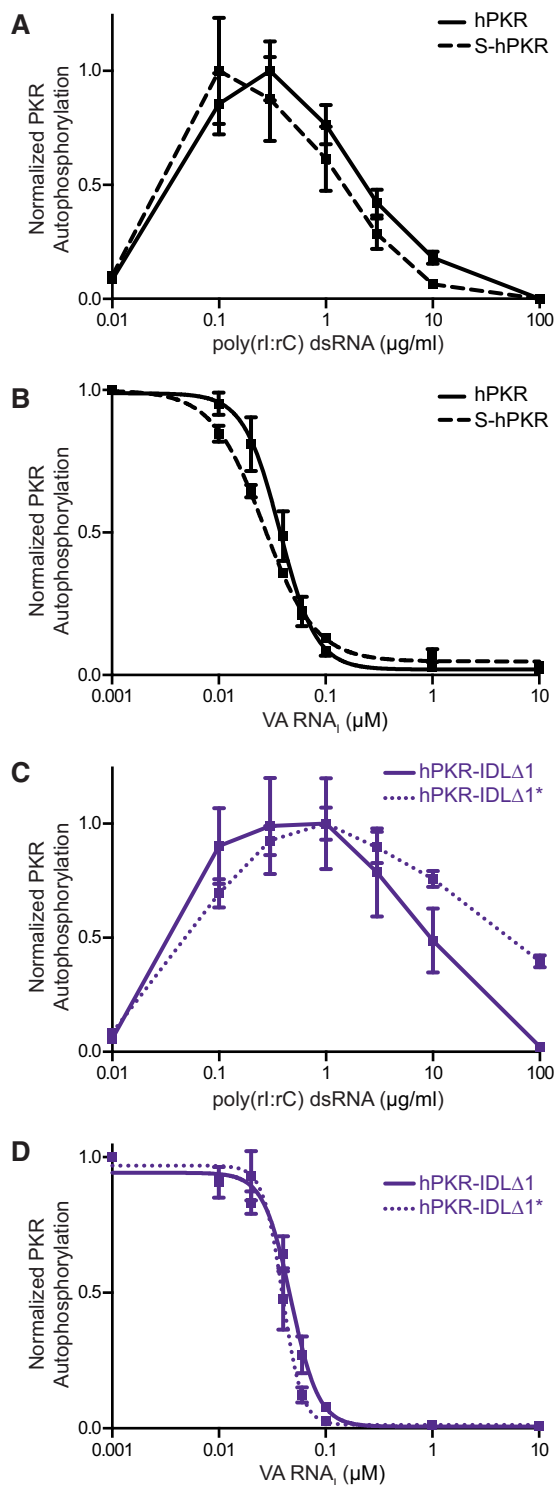 A
hPKR
S-hPKR
Normalized PKR
Autophosphorylation
1.0
0.5
0.0
0.01
0.1
1
10
100
poly(rI:rC) dsRNA (µg/ml)
B
hPKR
S-hPKR
Normalized PKR
Autophosphorylation
1.0
0.5
0.0
0.001
0.01
0.1
1
10
VA RNAI (µM)
C
hPKR-IDLΔ1
hPKR-IDLΔ1*
Normalized PKR
Autophosphorylation
1.0
0.5
0.0
0.01
0.1
1
10
100
poly(rI:rC) dsRNA (µg/ml)
D
hPKR-IDLΔ1
hPKR-IDLΔ1*
Normalized PKR
Autophosphorylation
1.0
0.5
0.0
0.001
0.01
0.1
1
10
VA RNAI (µM)